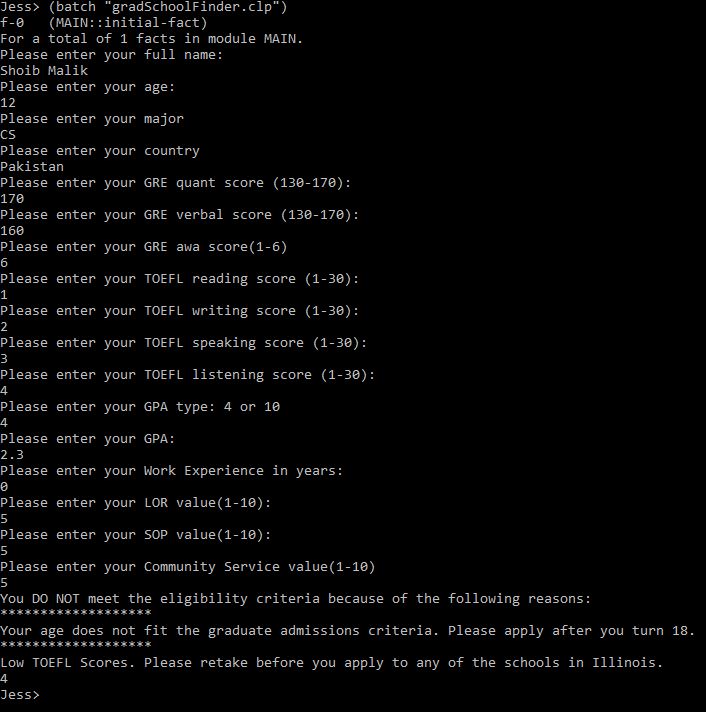 Jess> (batch "gradSchoolFinder.clp")
f-0   (MAIN::initial-fact)
For a total of 1 facts in module MAIN.
Please enter your full name:
Shoib Malik
Please enter your age:
12
Please enter your major
CS
Please enter your country
Pakistan
Please enter your GRE quant score (130-170):
170
Please enter your GRE verbal score (130-170):
160
Please enter your GRE awa score(1-6)
6
Please enter your TOEFL reading score (1-30):
1
Please enter your TOEFL writing score (1-30):
2
Please enter your TOEFL speaking score (1-30):
3
Please enter your TOEFL listening score (1-30):
4
Please enter your GPA type: 4 or 10
4
Please enter your GPA:
2.3
Please enter your Work Experience in years:
0
Please enter your LOR value(1-10):
5
Please enter your SOP value(1-10):
5
Please enter your Community Service value(1-10)
5
You DO NOT meet the eligibility criteria because of the following reasons:
*******************
Your age does not fit the graduate admissions criteria. Please apply after you turn 18.
*******************
Low TOEFL Scores. Please retake before you apply to any of the schools in Illinois.
4
Jess>